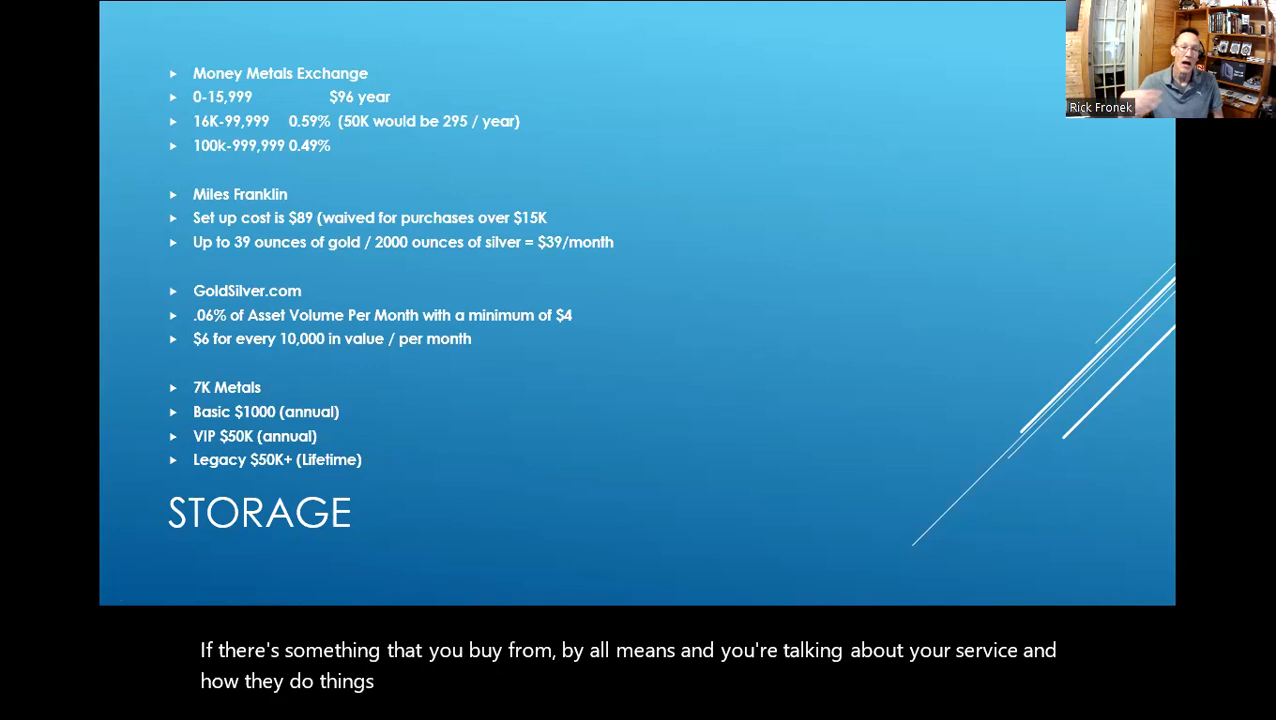 Money Metals Exchange
0-15,999 $96 year
16K-99,999 0.59% (50K would be 295 / year)
100k-999,999 0.49%
Miles Franklin
Set up cost is $89 (waived for purchases over $15K
Up to 39 ounces of gold / 2000 ounces of silver = $39/month
GoldSilver.com
.06% of Asset Volume Per Month with a minimum of $4
$6 for every 10,000 in value / per month
7K Metals
Basic $1000 (annual)
VIP $50K (annual)
Legacy $50K+ (Lifetime)
STORAGE
Rick Fronek
If there's something that you buy from, by all means and you're talking about your service and
how they do things